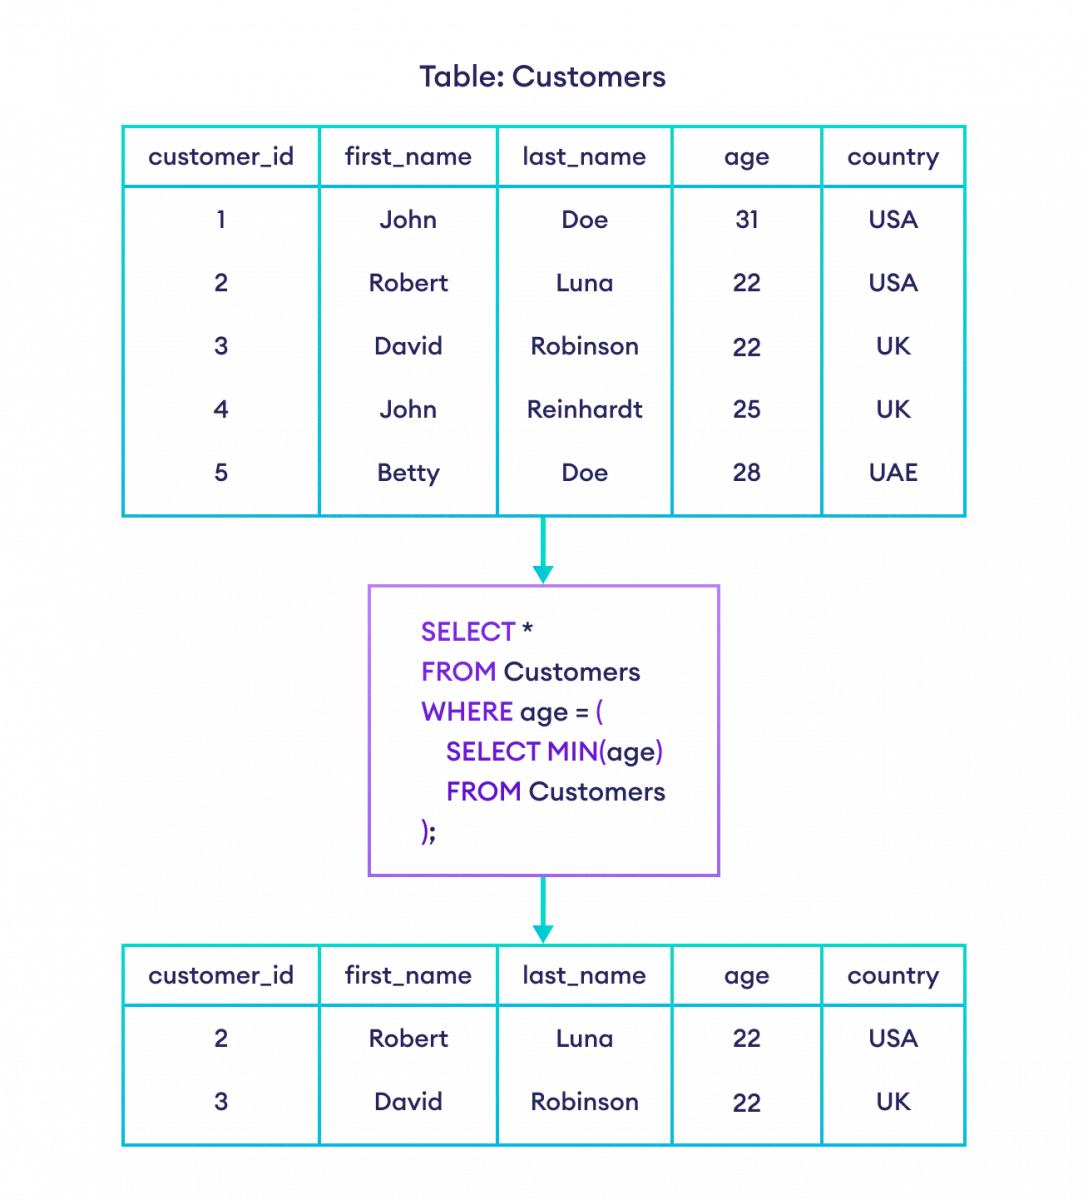 Table: Customers
customer_id first_name last_name age country
1 John Doe 31 USA
2 Robert Luna 22 USA
3 David Robinson 22 UK
4 John Reinhardt 25 UK
5 Betty Doe 28 UAE
SELECT *
FROM Customers
WHERE age = (
SELECT MIN(age)
FROM Customers
);
customer_id first_name last_name age country
2 Robert Luna 22 USA
3 David Robinson 22 UK